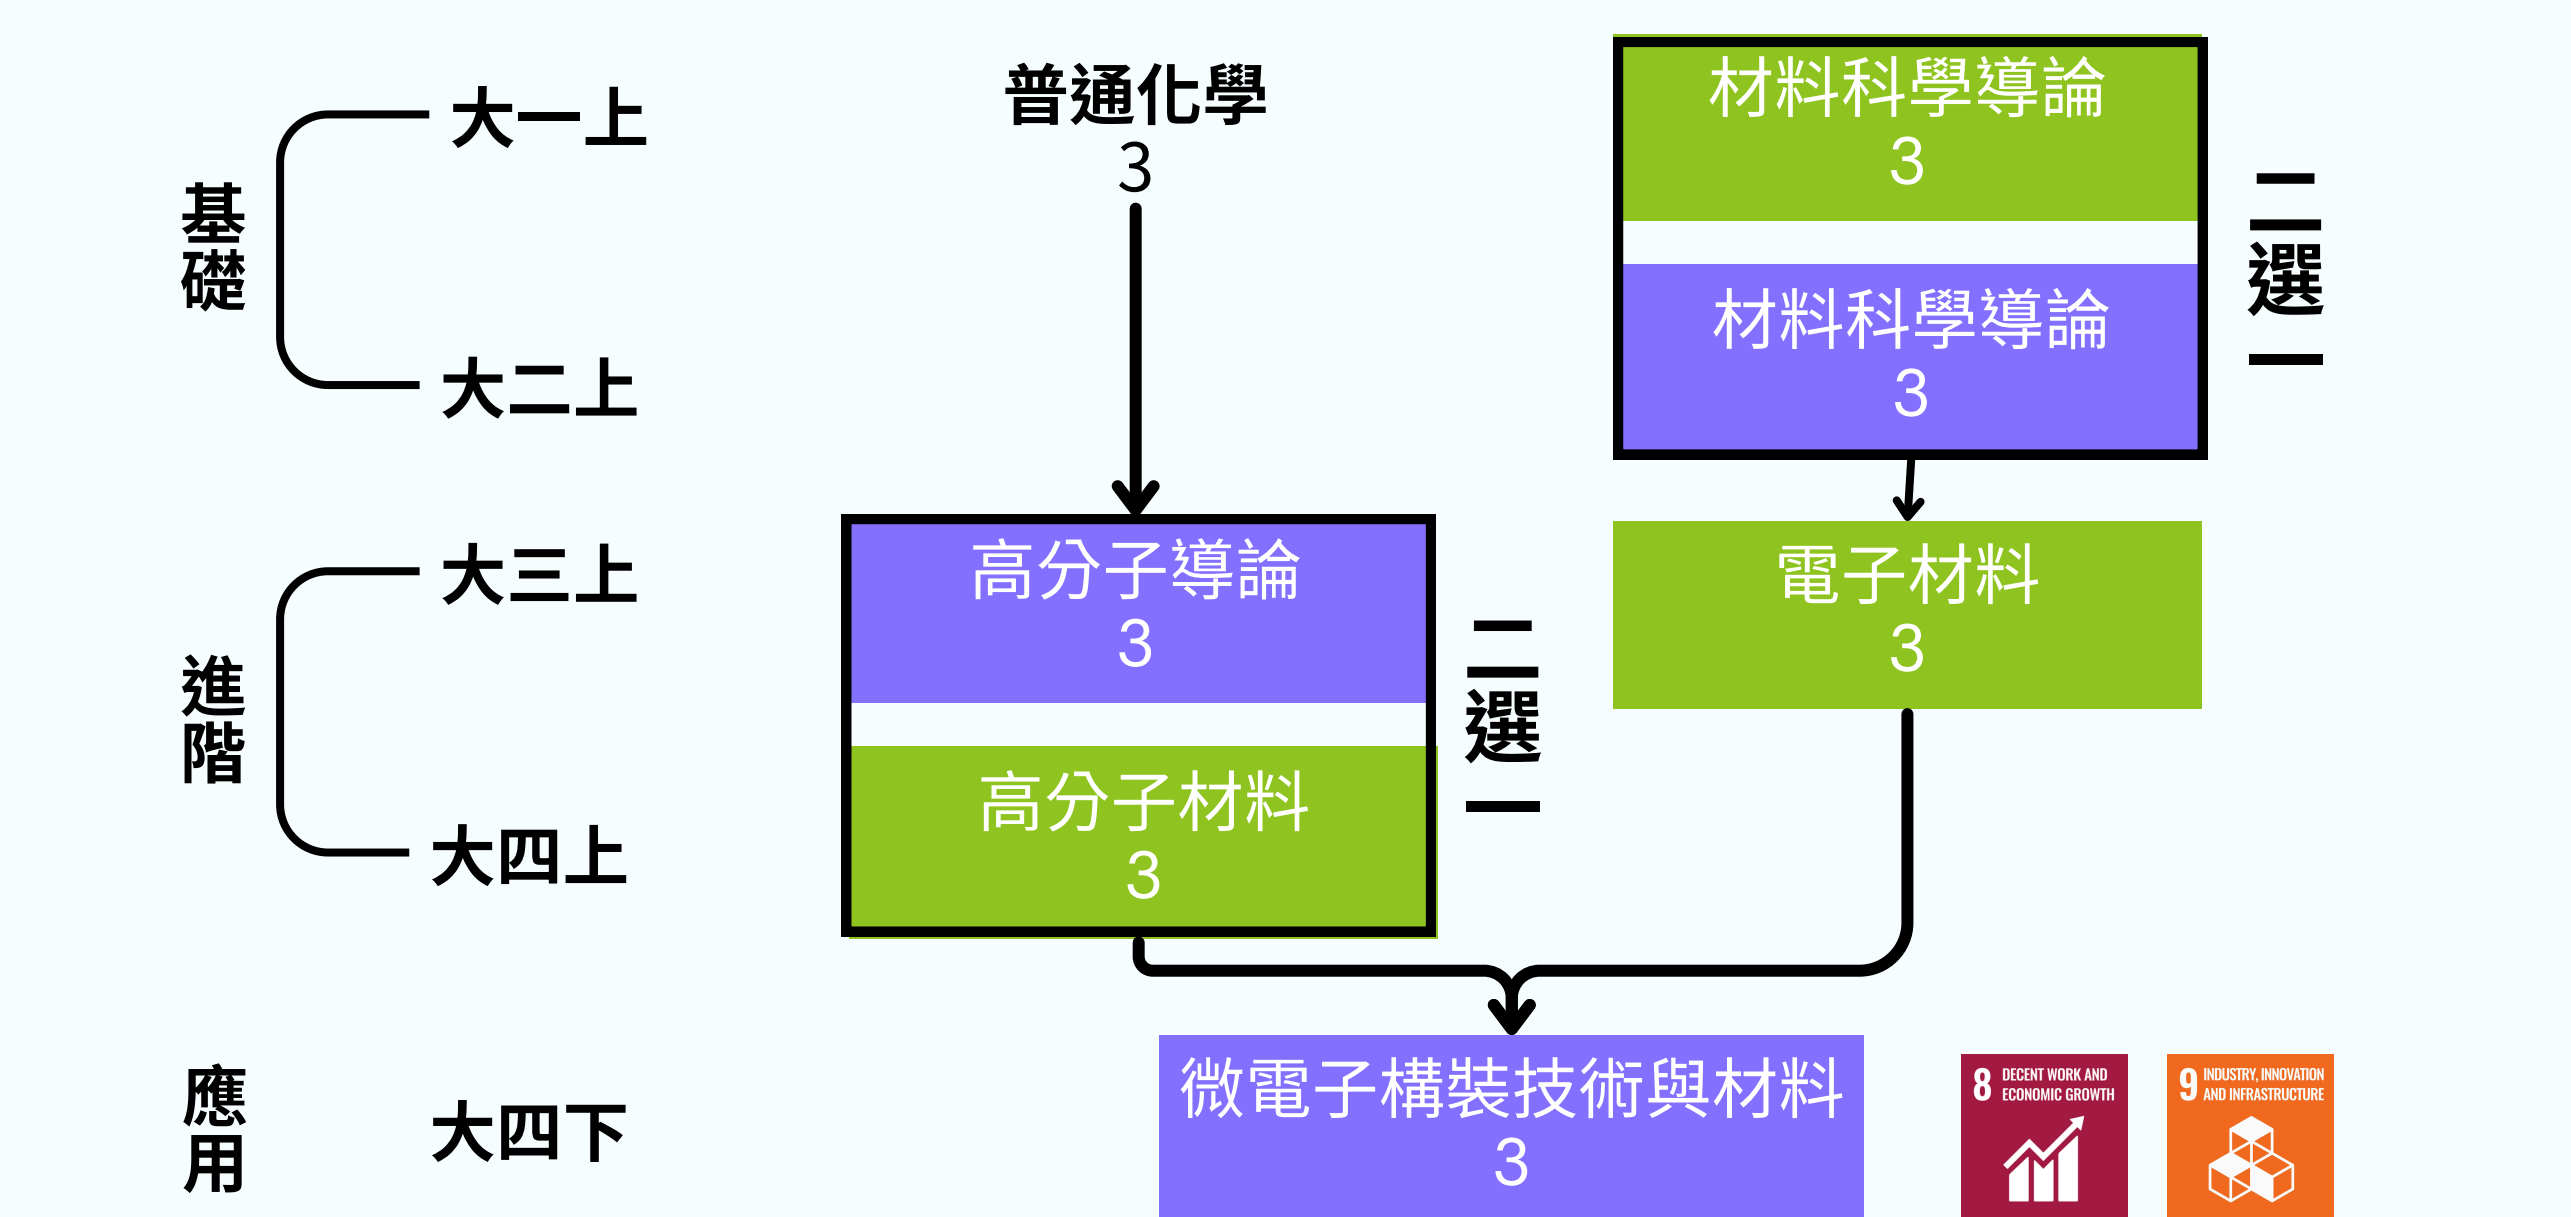 基礎
大一上
大二上
普通化學
3
材料科學導論
3
材料科學導論
3
二選一
進階
大三上
大四上
高分子導論
3
高分子材料
3
二選一
電子材料
3
應用
大四下
微電子構裝技術與材料
3
8 DECENT WORK AND
ECONOMIC GROWTH
9 INDUSTRY, INNOVATION
AND INFRASTRUCTURE